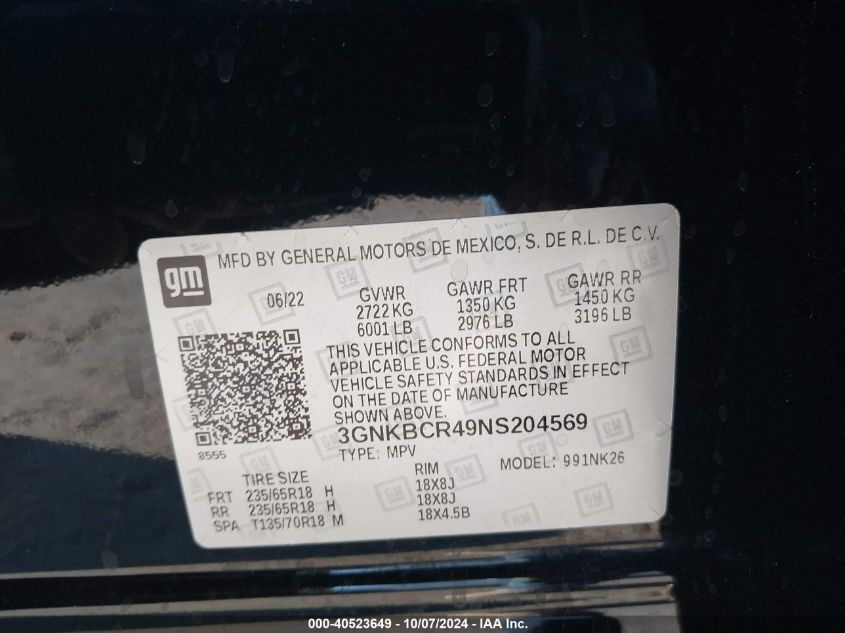 gm
MFD BY GENERAL MOTORS DE MEXICO, S. DE R.L. DE C.V.
06/22
GVWR GAWR FRT GAWR RR
2722 KG 1350 KG 1450 KG
6001 LB 2976 LB 3196 LB
THIS VEHICLE CONFORMS TO ALL
APPLICABLE U.S. FEDERAL MOTOR
VEHICLE SAFETY STANDARDS IN EFFECT
ON THE DATE OF MANUFACTURE
SHOWN ABOVE.
3GNKBCR49NS204569
8555
TYPE: MPV MODEL: 991NK26
TIRE SIZE RIM
FRT 235/65R18 H 18X8J
RR 235/65R18 H 18X8J
SPA T135/70R18 M 18X4.5B
000-40523649 - 10/07/2024 - IAA Inc.